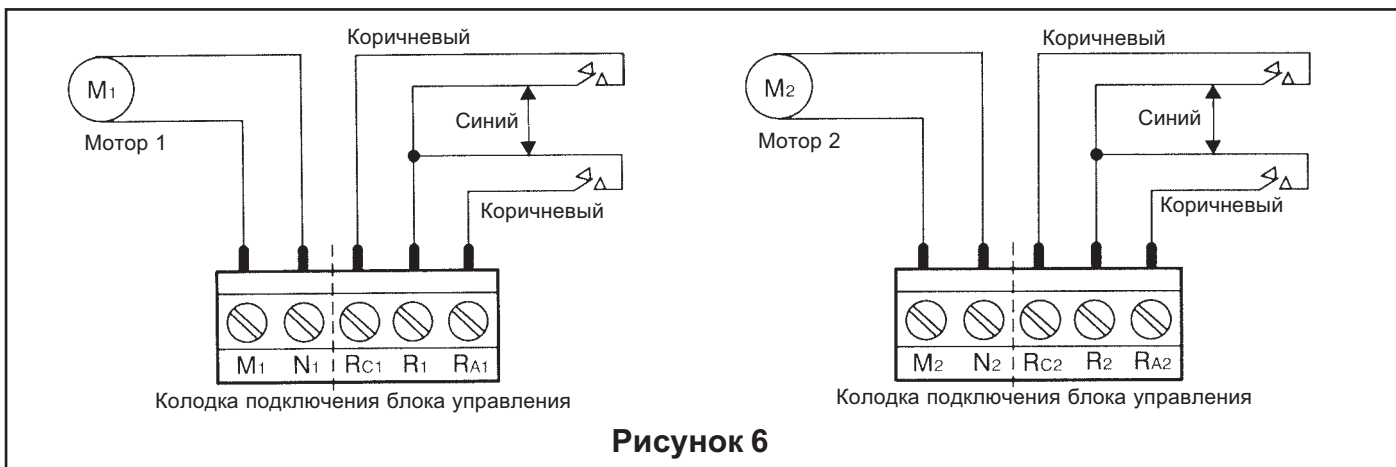 Коричневый
M1
Мотор 1
Синий
Коричневый
M1 N1 RC1 R1 RA1
Колодка подключения блока управления
Коричневый
M2
Мотор 2
Синий
Коричневый
M2 N2 RC2 R2 RA2
Колодка подключения блока управления
Рисунок 6